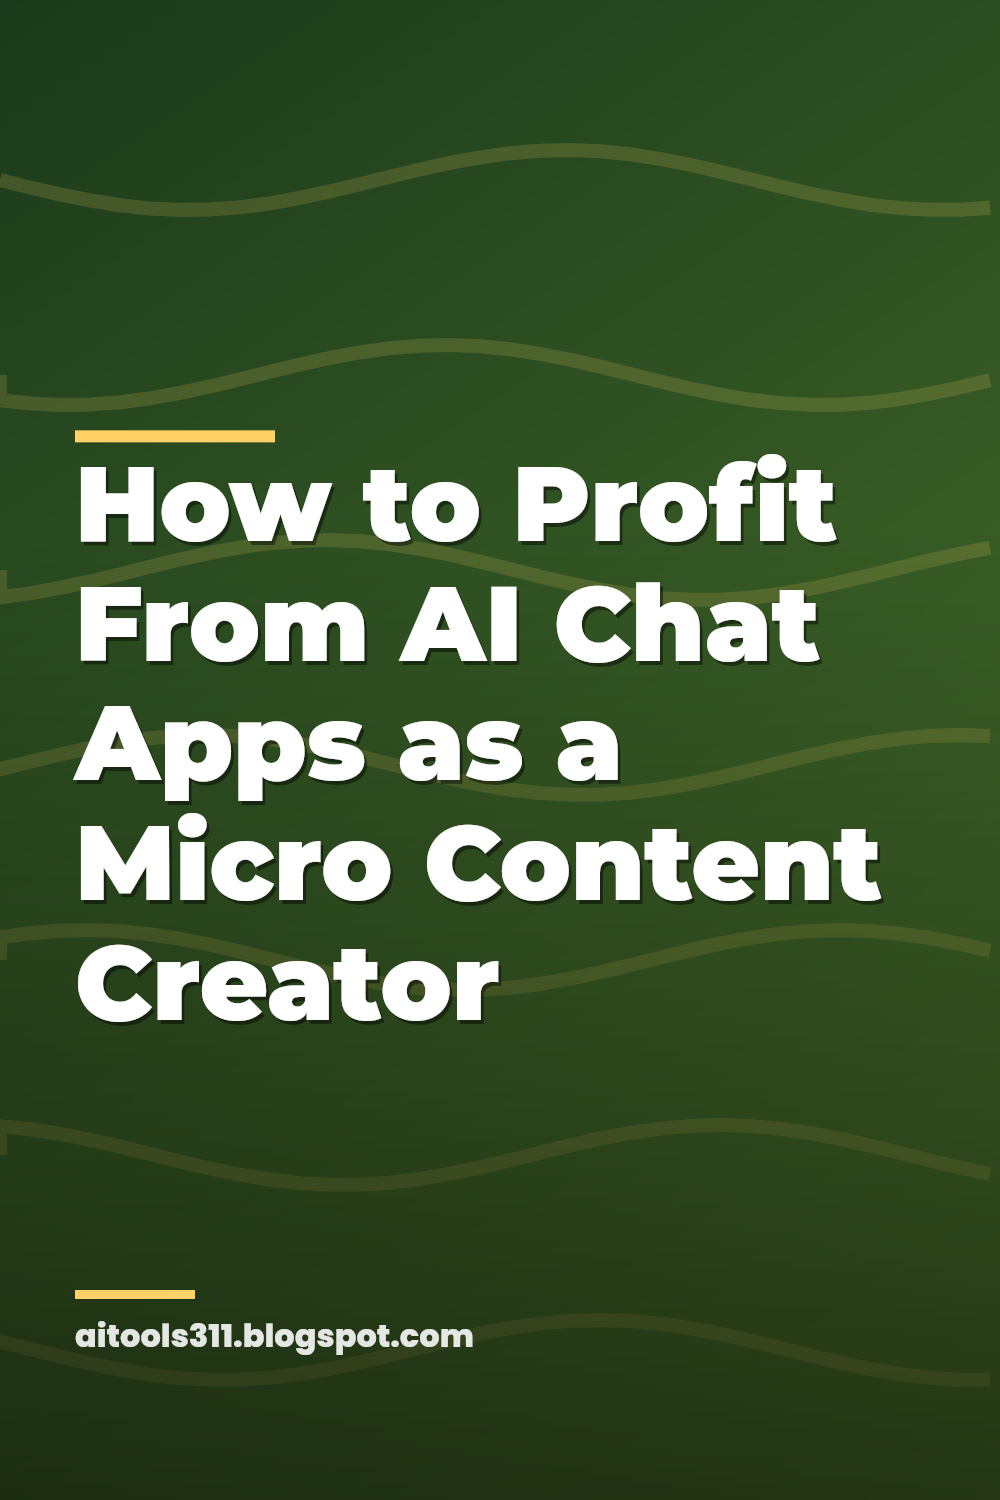 How to Profit
From AI Chat
Apps as a
Micro Content
Creator
aitools311.blogspot.com